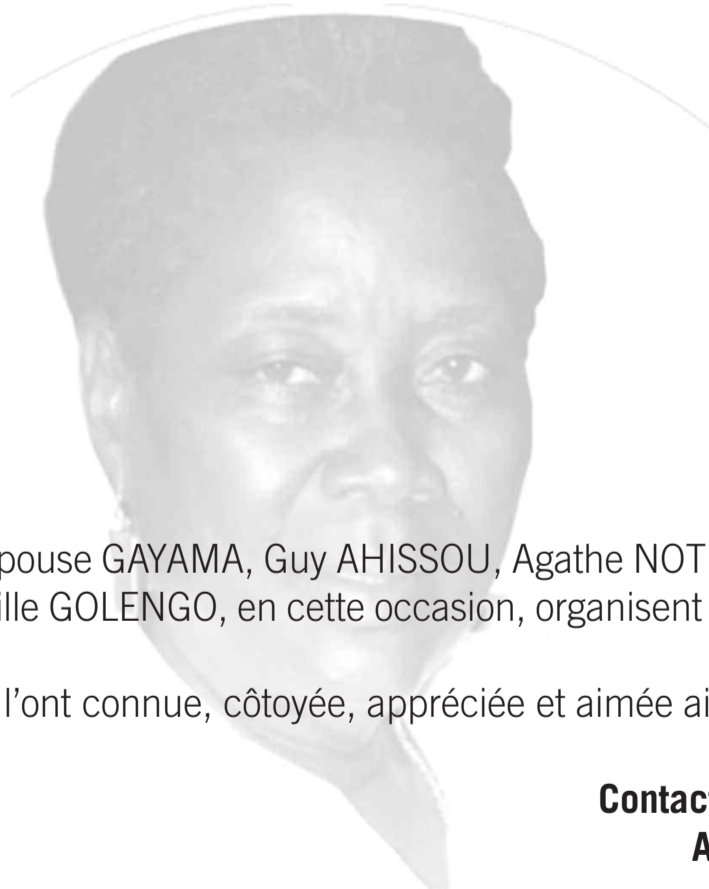 pouse GAYAMA, Guy AHISSOU, Agathe NOT
ille GOLENGO, en cette occasion, organisent
l’ont connue, côtoyée, appréciée et aimée ai
Contac
A